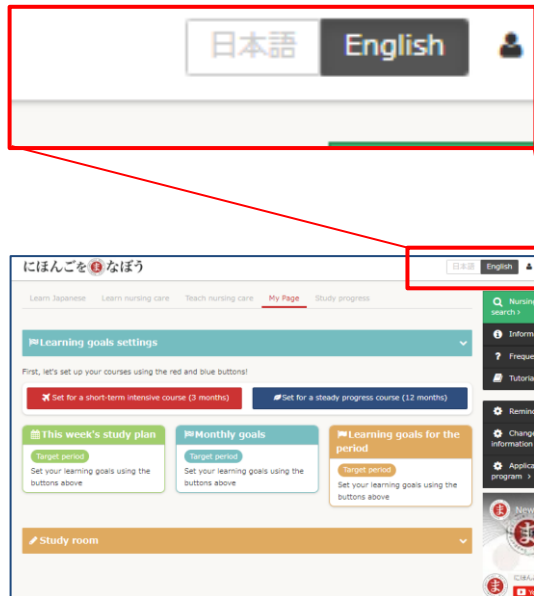 日本語 English
にほんごをまなぼう
日本語 English
Learn Japanese Learn nursing care Teach nursing care My Page Study progress
Learning goals settings
First, let's set up your courses using the red and blue buttons!
Set for a short-term intensive course (3 months)
Set for a steady progress course (12 months)
This week's study plan
Target period
Set your learning goals using the
buttons above
Monthly goals
Target period
Set your learning goals using the
buttons above
Learning goals for the
period
Target period
Set your learning goals using the
buttons above
Study room
Nursing
search ›
Inform
Freque
Tutoria
Remind
Change
information
Applica
program ›
New
ま
ま